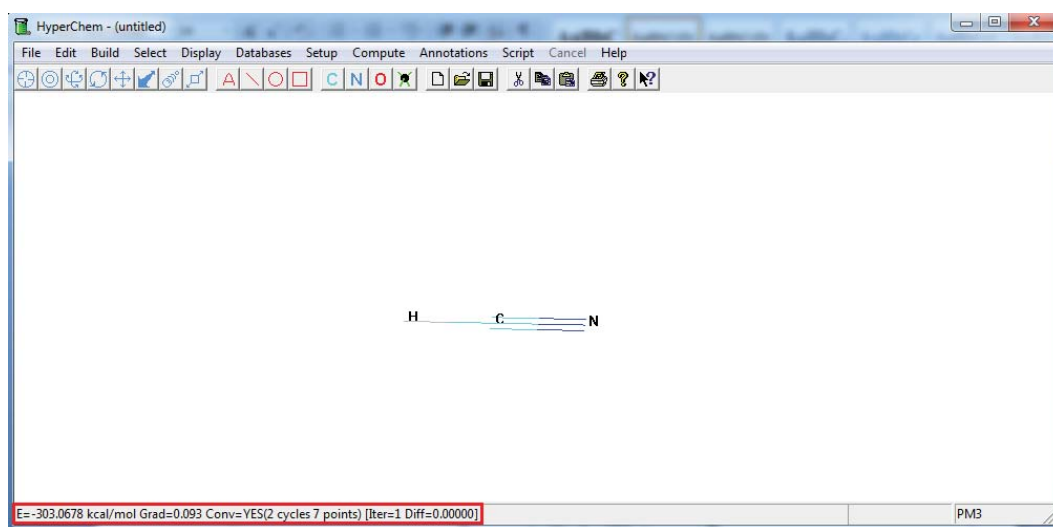 HyperChem - (untitled)
File Edit Build Select Display Databases Setup Compute Annotations Script Cancel Help
A C N O ? ?
H C N
E=-303.0678 kcal/mol Grad=0.093 Conv=YES(2 cycles 7 points) [Iter=1 Diff=0.00000] PM3